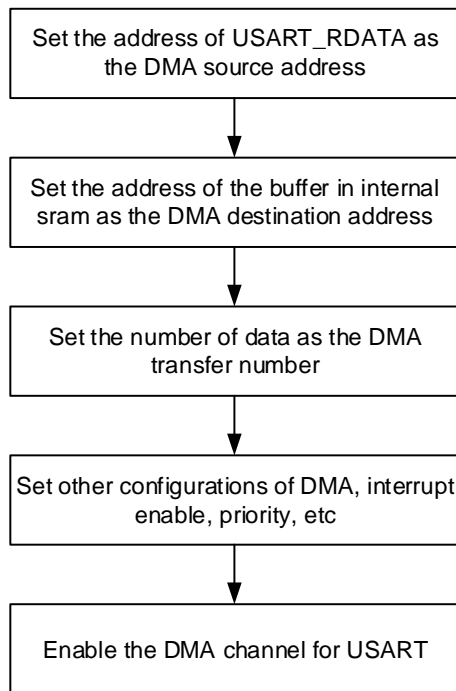 Set the address of USART_RDATA as
the DMA source address
Set the address of the buffer in internal
sram as the DMA destination address
Set the number of data as the DMA
transfer number
Set other configurations of DMA, interrupt
enable, priority, etc
Enable the DMA channel for USART